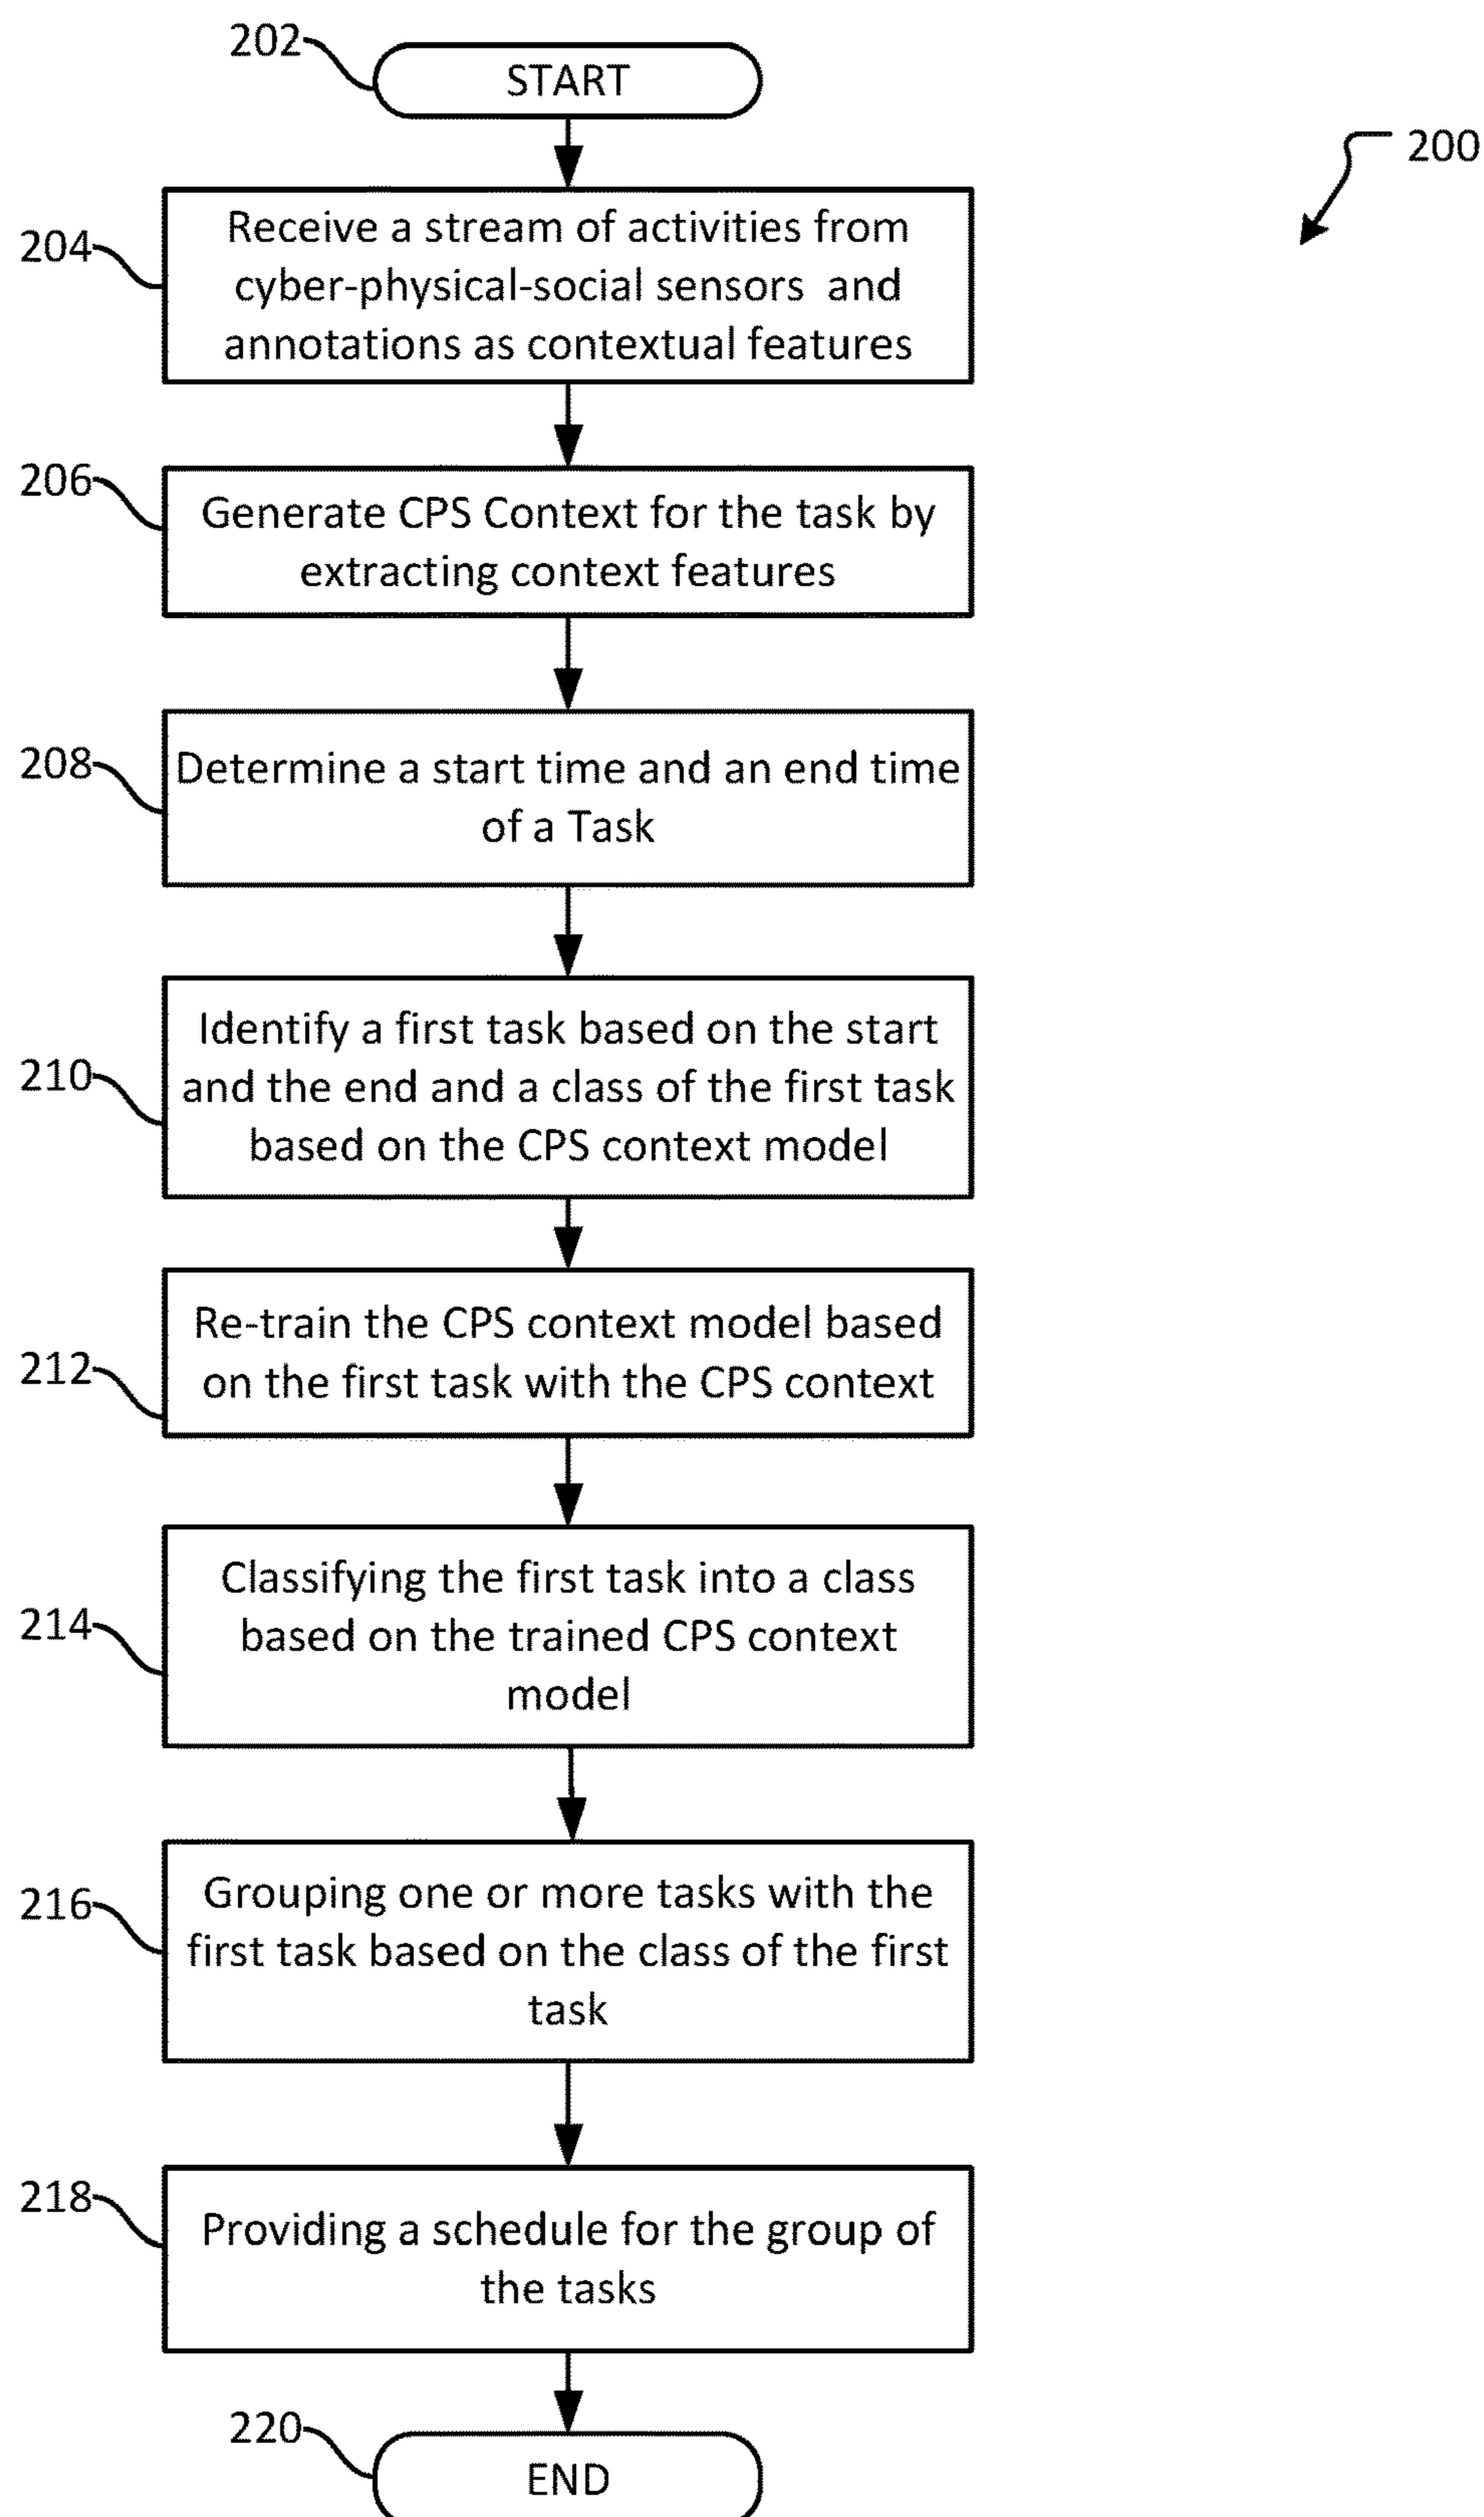 202
START
200
204
Receive a stream of activities from
cyber-physical-social sensors and
annotations as contextual features
206
Generate CPS Context for the task by
extracting context features
208
Determine a start time and an end time
of a Task
210
Identify a first task based on the start
and the end and a class of the first task
based on the CPS context model
212
Re-train the CPS context model based
on the first task with the CPS context
214
Classifying the first task into a class
based on the trained CPS context
model
216
Grouping one or more tasks with the
first task based on the class of the first
task
218
Providing a schedule for the group of
the tasks
220
END